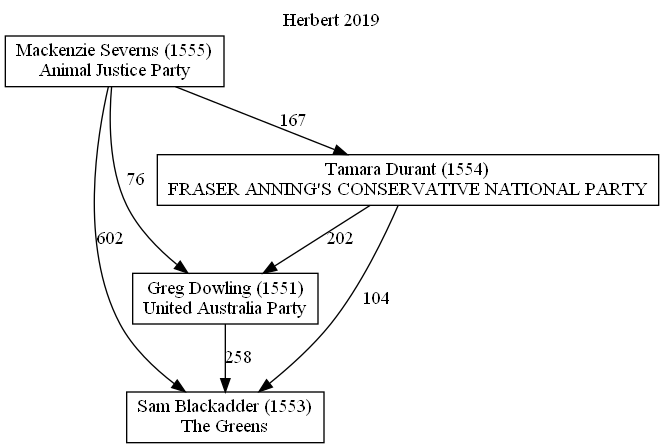 Herbert 2019
Mackenzie Severns (1555)
Animal Justice Party
167
Tamara Durant (1554)
FRASER ANNING'S CONSERVATIVE NATIONAL PARTY
76
602
202
104
Greg Dowling (1551)
United Australia Party
258
Sam Blackadder (1553)
The Greens